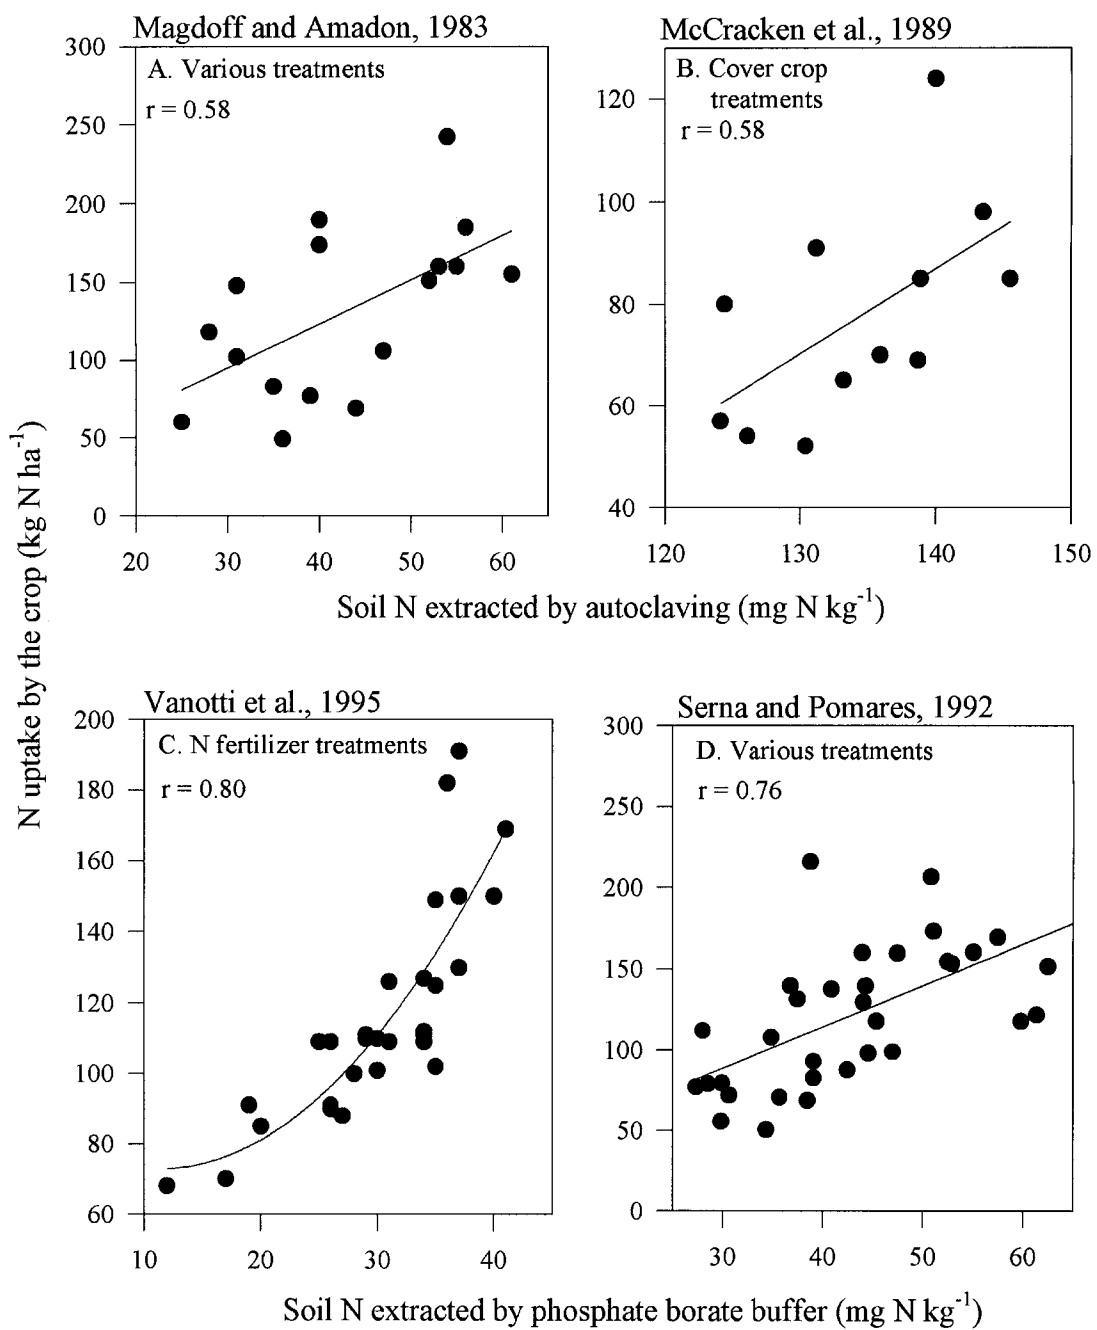 Magdoff and Amadon, 1983
A. Various treatments
r = 0.58
300
250
200
150
100
50
0
20 30 40 50 60
McCracken et al., 1989
B. Cover crop
treatments
r = 0.58
120
100
80
60
40
120 130 140 150
Soil N extracted by autoclaving (mg N kg⁻¹)
N uptake by the crop (kg N ha⁻¹)
Vanotti et al., 1995
C. N fertilizer treatments
r = 0.80
200
180
160
140
120
100
80
60
10 20 30 40
Serna and Pomares, 1992
D. Various treatments
r = 0.76
300
250
200
150
100
50
0
30 40 50 60
Soil N extracted by phosphate borate buffer (mg N kg⁻¹)